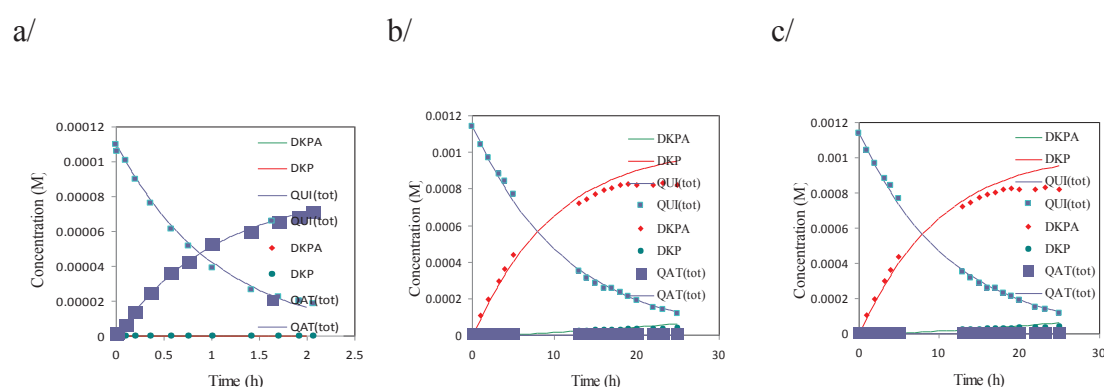 a/
b/
c/
Concentration (M)
0.00012
0.0001
0.00008
0.00006
0.00004
0.00002
0
0
0.5
1
1.5
2
2.5
Time (h)
DKPA
DKP
QUI(tot)
QUI(tot)
DKPA
DKP
QAT(tot)
QAT(tot)
Concentration (M)
0.0012
0.001
0.0008
0.0006
0.0004
0.0002
0
0
10
20
30
Time (h)
DKPA
DKP
QUI(tot)
QUI(tot)
DKPA
DKP
QAT(tot)
QAT(tot)
Concentration (M)
0.0012
0.001
0.0008
0.0006
0.0004
0.0002
0
0
10
20
30
Time (h)
DKPA
DKP
QUI(tot)
QUI(tot)
DKPA
DKP
QAT(tot)
QAT(tot)